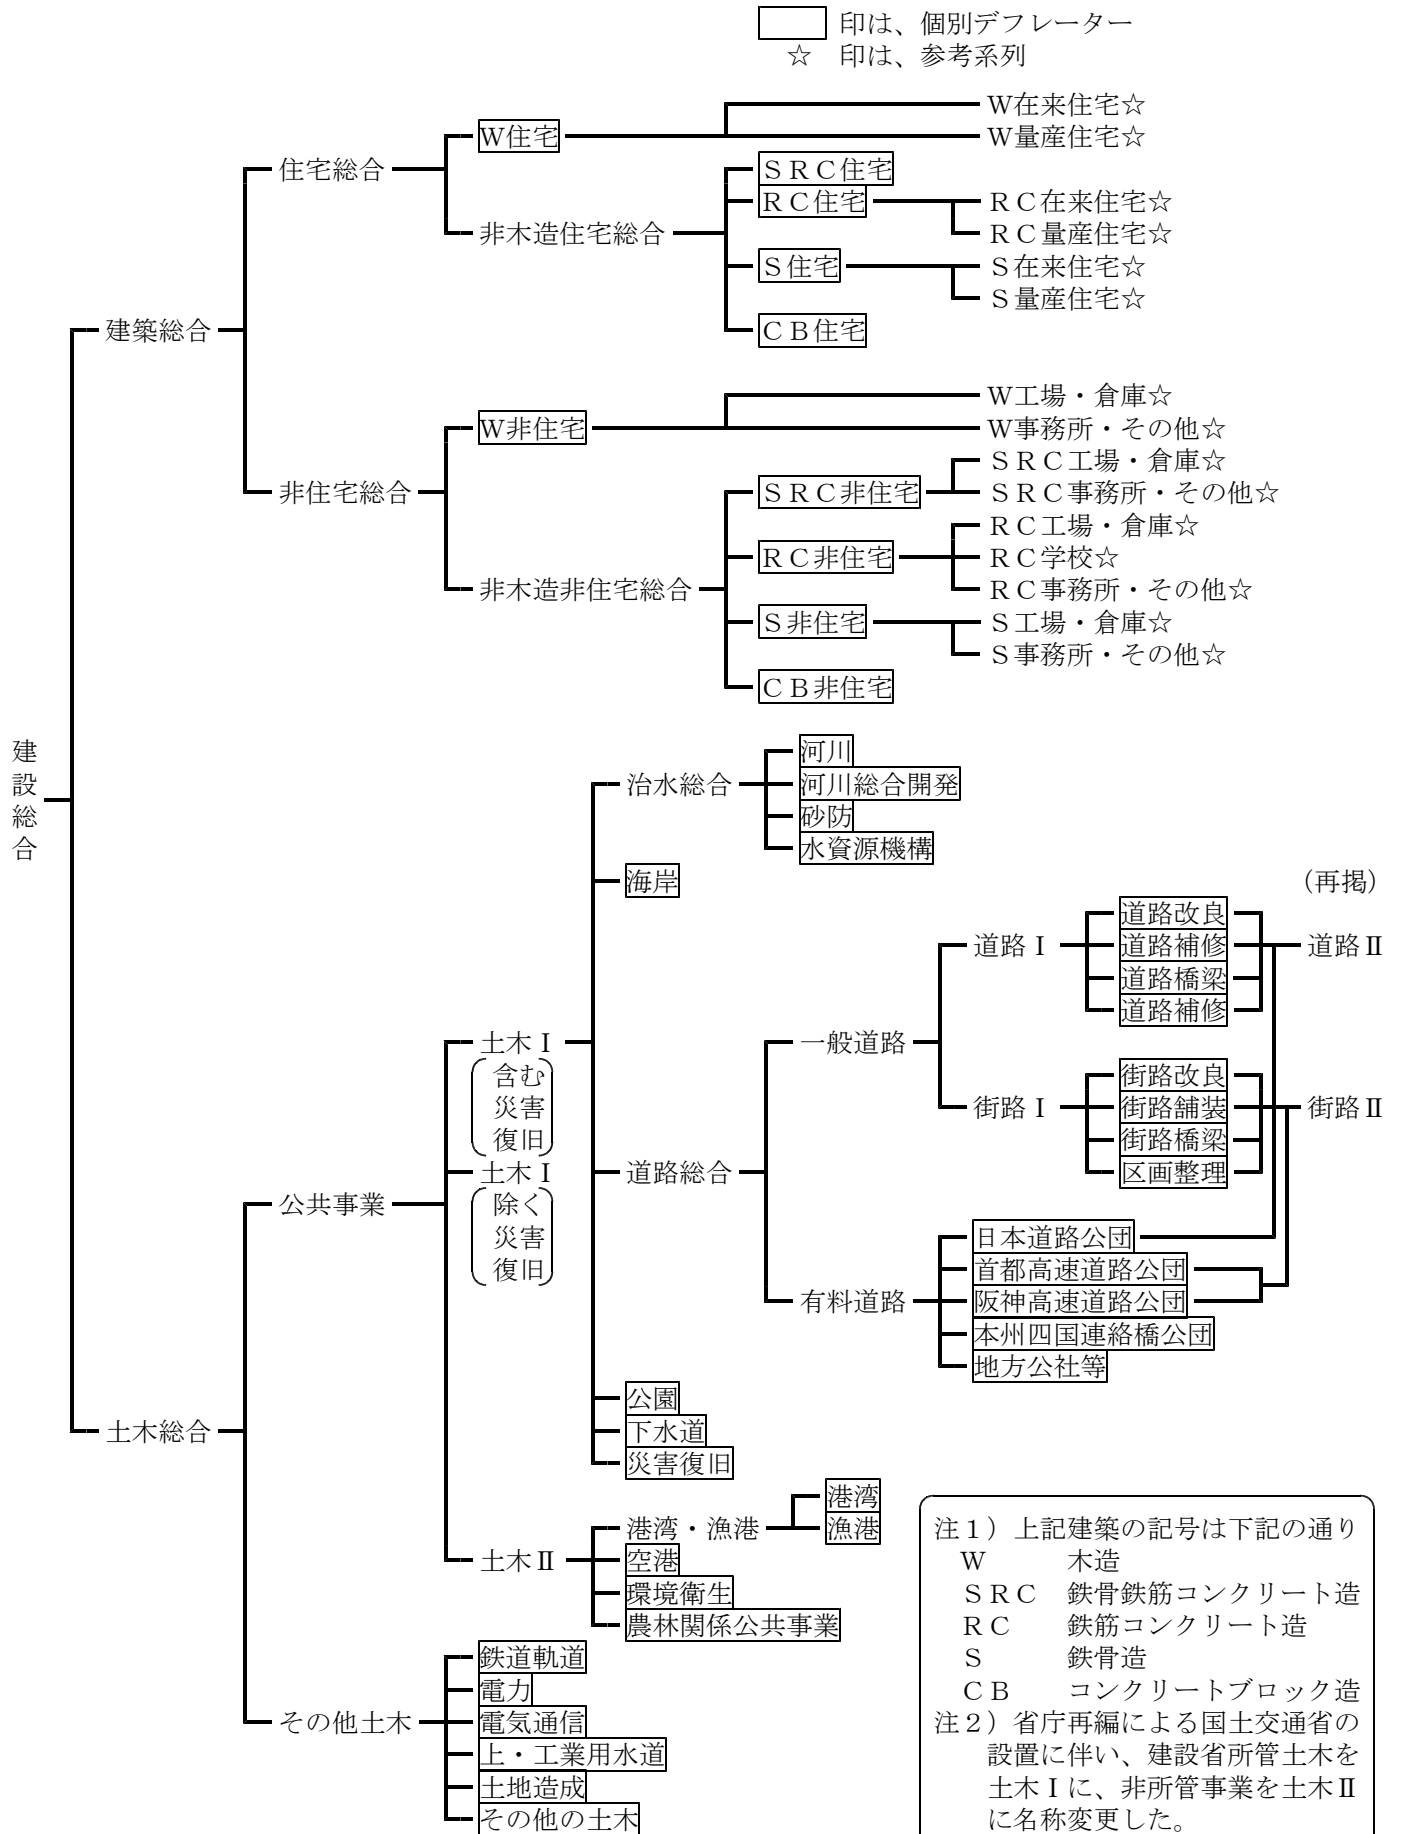 印は、個別デフレーター
☆ 印は、参考系列
W在来住宅☆
W住宅
W量産住宅☆
住宅総合
ＳＲＣ住宅
ＲＣ住宅
ＲＣ在来住宅☆
非木造住宅総合
ＲＣ量産住宅☆
Ｓ住宅
Ｓ在来住宅☆
Ｓ量産住宅☆
建築総合
ＣＢ住宅
W工場・倉庫☆
W非住宅
W事務所・その他☆
ＳＲＣ工場・倉庫☆
非住宅総合
ＳＲＣ非住宅
ＳＲＣ事務所・その他☆
ＲＣ工場・倉庫☆
ＲＣ非住宅
ＲＣ学校☆
非木造非住宅総合
ＲＣ事務所・その他☆
Ｓ非住宅
Ｓ工場・倉庫☆
Ｓ事務所・その他☆
ＣＢ非住宅
建設総合
河川
治水総合
河川総合開発
砂防
水資源機構
海岸
（再掲）
道路改良
道路Ⅰ
道路補修
道路Ⅱ
道路橋梁
道路補修
土木Ⅰ
含む
災害
復旧
一般道路
街路改良
街路Ⅰ
街路舗装
街路Ⅱ
街路橋梁
区画整理
土木Ⅰ
除く
災害
復旧
道路総合
公共事業
日本道路公団
首都高速道路公団
有料道路
阪神高速道路公団
本州四国連絡橋公団
地方公社等
公園
土木総合
下水道
災害復旧
港湾
港湾・漁港
漁港
土木Ⅱ
空港
環境衛生
農林関係公共事業
鉄道軌道
電力
その他土木
電気通信
上・工業用水道
土地造成
その他の土木
注１）上記建築の記号は下記の通り
W 木造
ＳＲＣ 鉄骨鉄筋コンクリート造
ＲＣ 鉄筋コンクリート造
Ｓ 鉄骨造
ＣＢ コンクリートブロック造
注２）省庁再編による国土交通省の
設置に伴い、建設省所管土木を
土木Ⅰに、非所管事業を土木Ⅱ
に名称変更した。